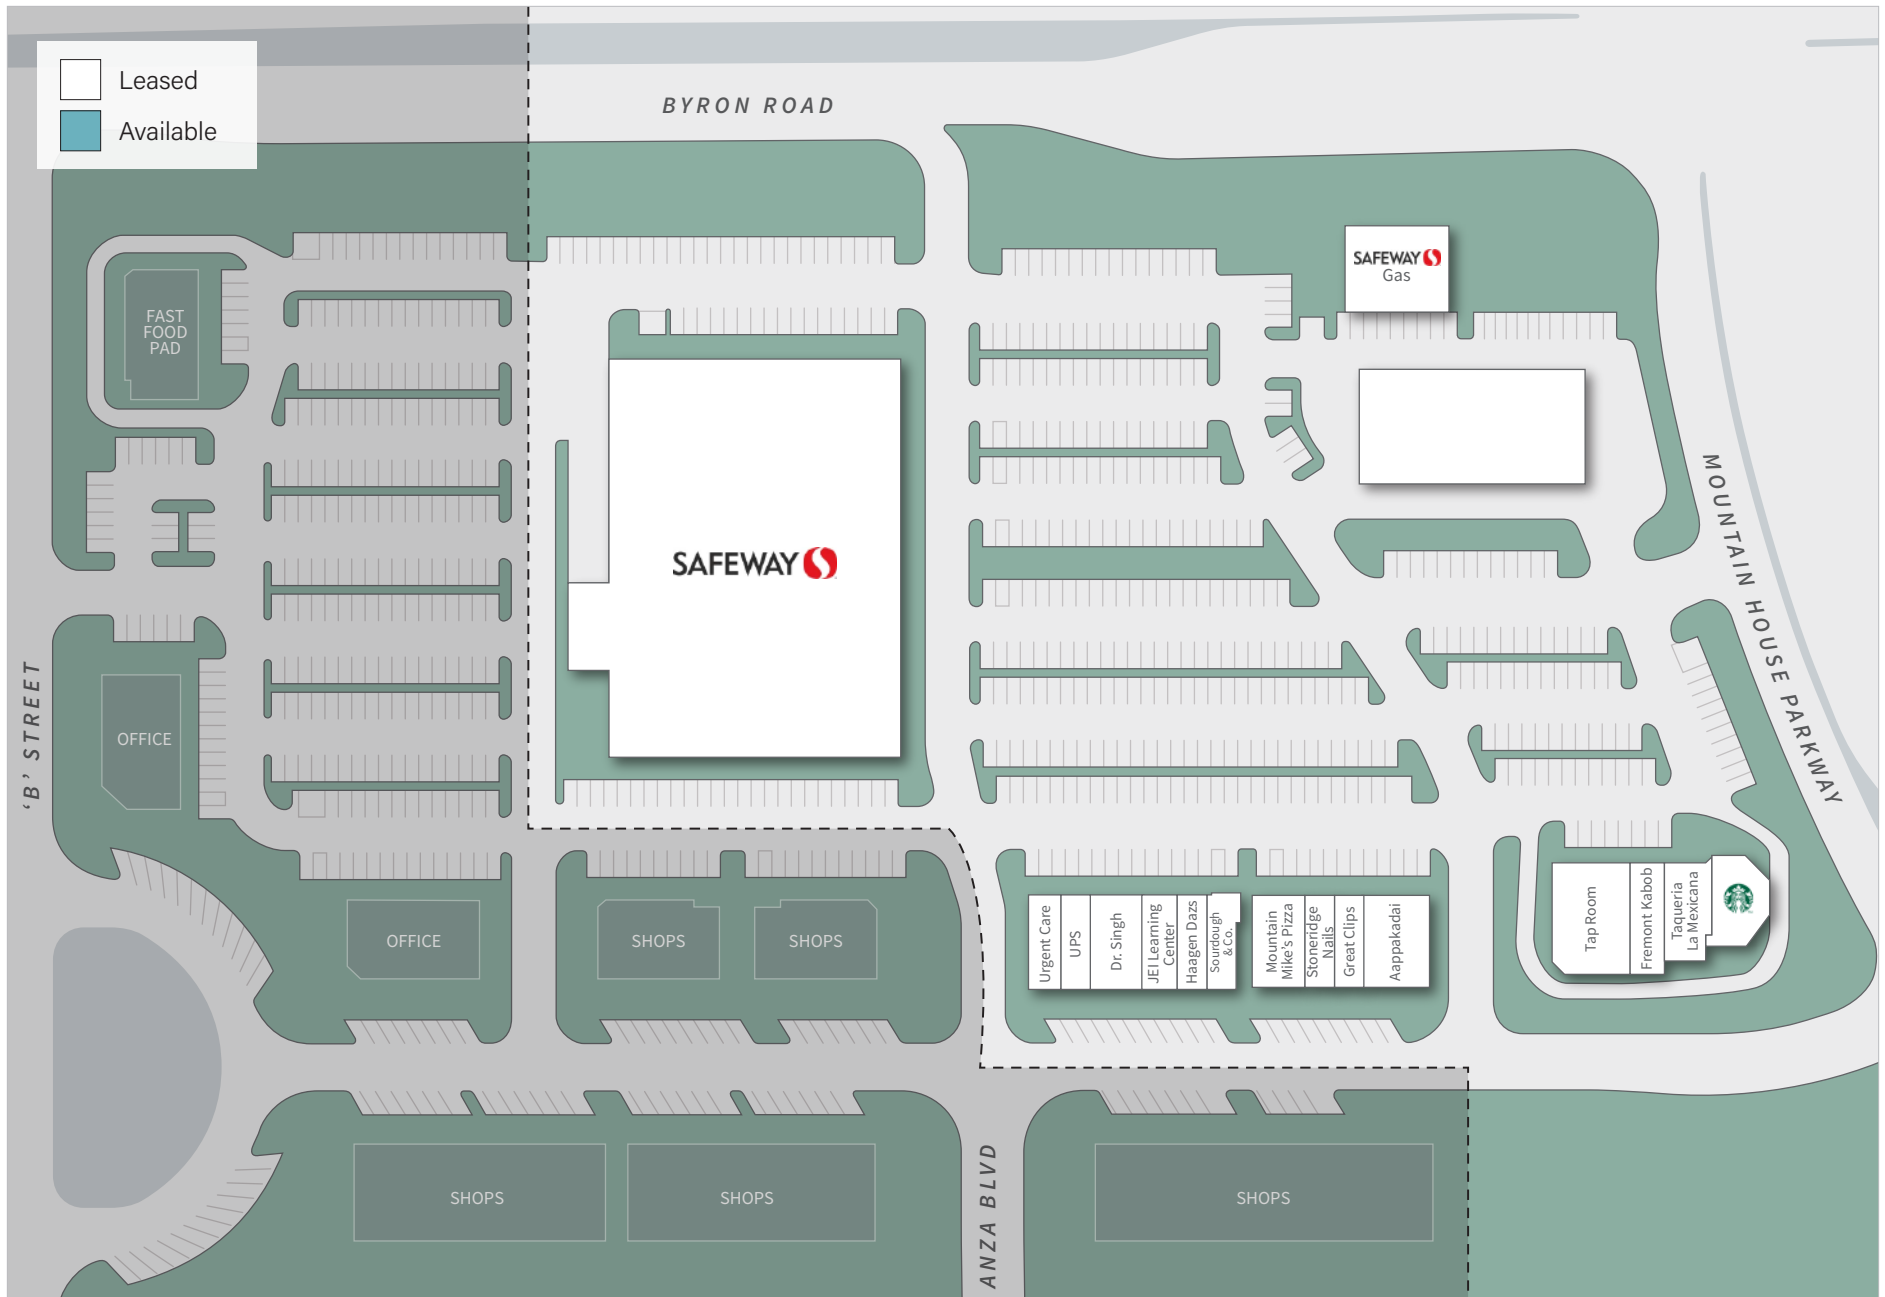 Leased
Available
BYRON ROAD
SAFEWAY
Gas
FAST
FOOD
PAD
SAFEWAY
MOUNTAIN HOUSE PARKWAY
'B' STREET
OFFICE
OFFICE
SHOPS
SHOPS
Urgent Care
UPS
Dr. Singh
JEI Learning
Center
Haagen Dazs
Sourdough
& Co.
Mountain
Mike's Pizza
Stoneridge
Nails
Great Clips
Aappakadai
Tap Room
Fremont Kabob
Taqueria
La Mexicana
SHOPS
SHOPS
ANZA BLVD
SHOPS